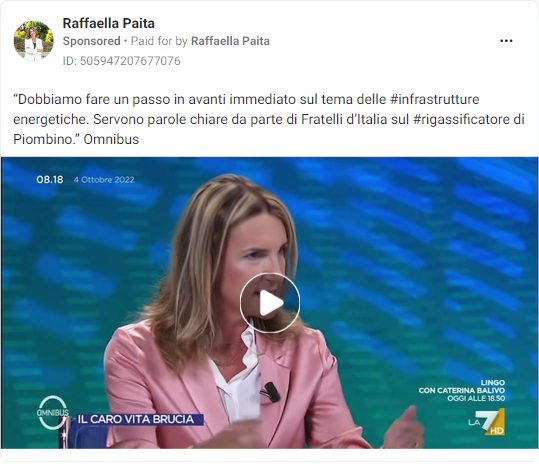 Raffaella Paita
Sponsored • Paid for by Raffaella Paita
ID: 505947207677076
“Dobbiamo fare un passo in avanti immediato sul tema delle #infrastrutture
energetiche. Servono parole chiare da parte di Fratelli d’Italia sul #rigassificatore di
Piombino.” Omnibus
08.18 4 Ottobre 2022
LINGO
CON CATERINA BALIVO
OGGI ALLE 18.50
OMNIBUS
IL CARO VITA BRUCIA
LA 7 HD